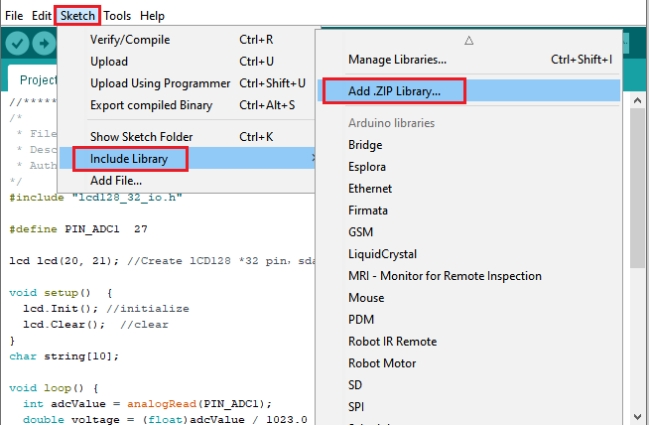 File Edit Sketch Tools Help
Verify/Compile Ctrl+R
Upload Ctrl+U
Upload Using Programmer Ctrl+Shift+U
Export compiled Binary Ctrl+Alt+S
Show Sketch Folder Ctrl+K
Include Library
Add File...
Manage Libraries... Ctrl+Shift+I
Add .ZIP Library...
Arduino libraries
Bridge
Esplora
Ethernet
Firmata
GSM
LiquidCrystal
MRI - Monitor for Remote Inspection
Mouse
PDM
Robot IR Remote
Robot Motor
SD
SPI
Project
//*****
/*
* File
* Desc
* Auth
*/
#include "lcd128_32_io.h"
#define PIN_ADC1 27
lcd lcd(20, 21); //Create lCD128 *32 pin，sda
void setup() {
lcd.Init(); //initialize
lcd.Clear(); //clear
}
char string[10];
void loop() {
int adcValue = analogRead(PIN_ADC1);
double voltage = (float)adcValue / 1023.0